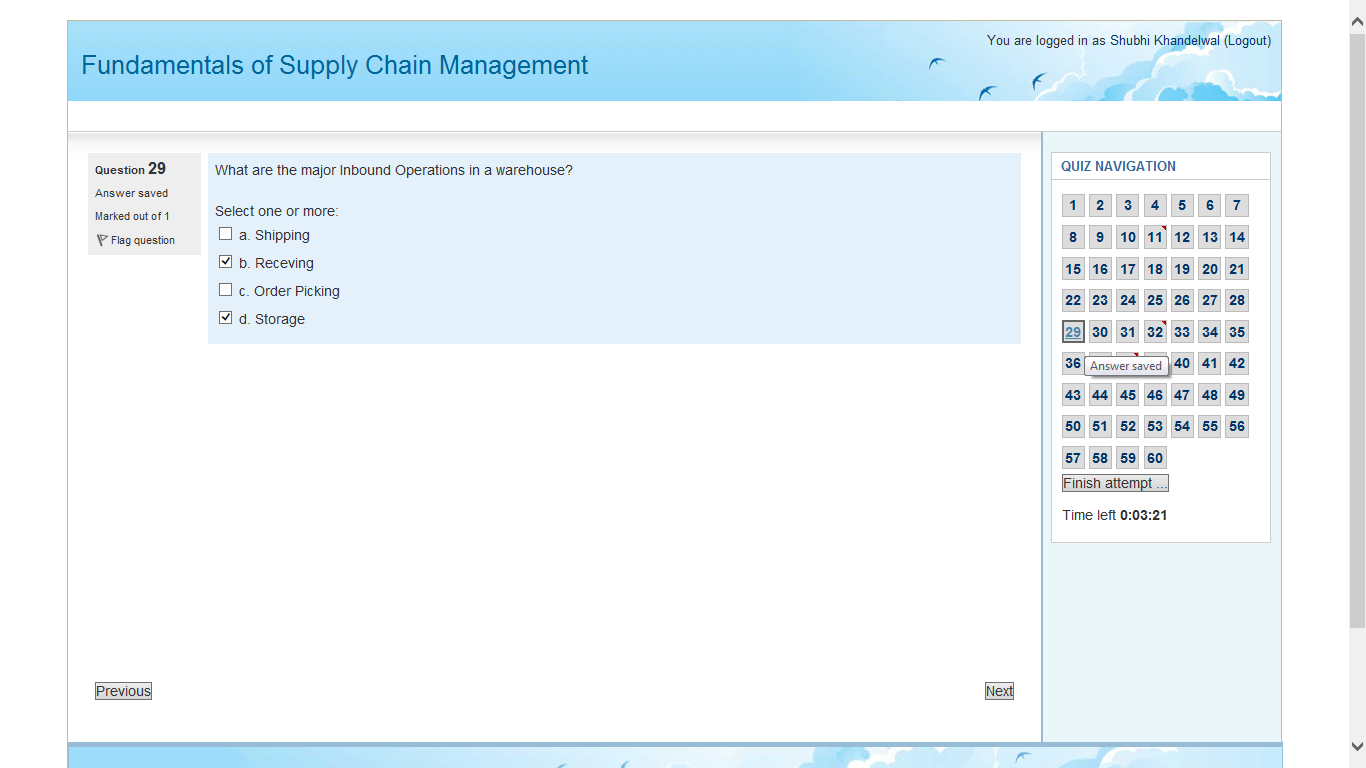 You are logged in as Shubhi Khandelwal (Logout)
Fundamentals of Supply Chain Management
Question 29
Answer saved
Marked out of 1
Flag question
What are the major Inbound Operations in a warehouse?
Select one or more:
a. Shipping
b. Receving
c. Order Picking
d. Storage
Previous
Next
QUIZ NAVIGATION
1 2 3 4 5 6 7
8 9 10 11 12 13 14
15 16 17 18 19 20 21
22 23 24 25 26 27 28
29 30 31 32 33 34 35
36 Answer saved 40 41 42
43 44 45 46 47 48 49
50 51 52 53 54 55 56
57 58 59 60
Finish attempt ...
Time left 0:03:21